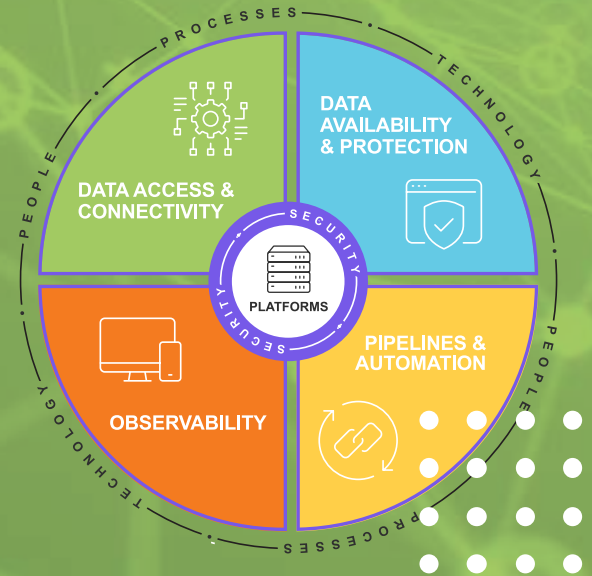 PROCESSES
TECHNOLOGY
PEOPLE
DATA ACCESS &
CONNECTIVITY
DATA
AVAILABILITY
& PROTECTION
SECURITY
PLATFORMS
SECURITY
OBSERVABILITY
PIPELINES &
AUTOMATION
PEOPLE
TECHNOLOGY
PROCESSES